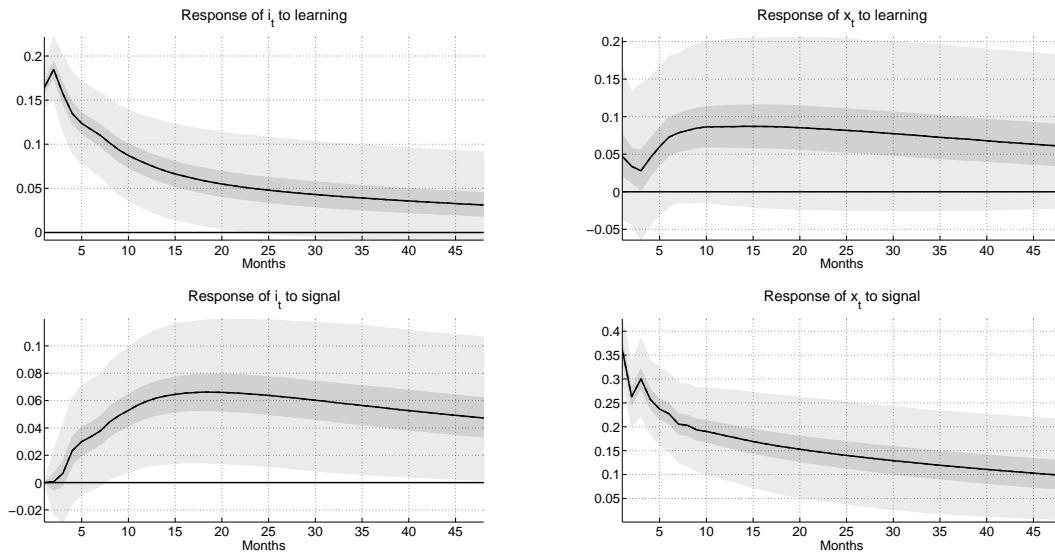 Response of i_t to learning
0.2
0.15
0.1
0.05
0
5 10 15 20 25 30 35 40 45
Months
Response of x_t to learning
0.2
0.15
0.1
0.05
0
−0.05
5 10 15 20 25 30 35 40 45
Months
Response of i_t to signal
0.1
0.08
0.06
0.04
0.02
0
−0.02
5 10 15 20 25 30 35 40 45
Months
Response of x_t to signal
0.4
0.35
0.3
0.25
0.2
0.15
0.1
0.05
5 10 15 20 25 30 35 40 45
Months